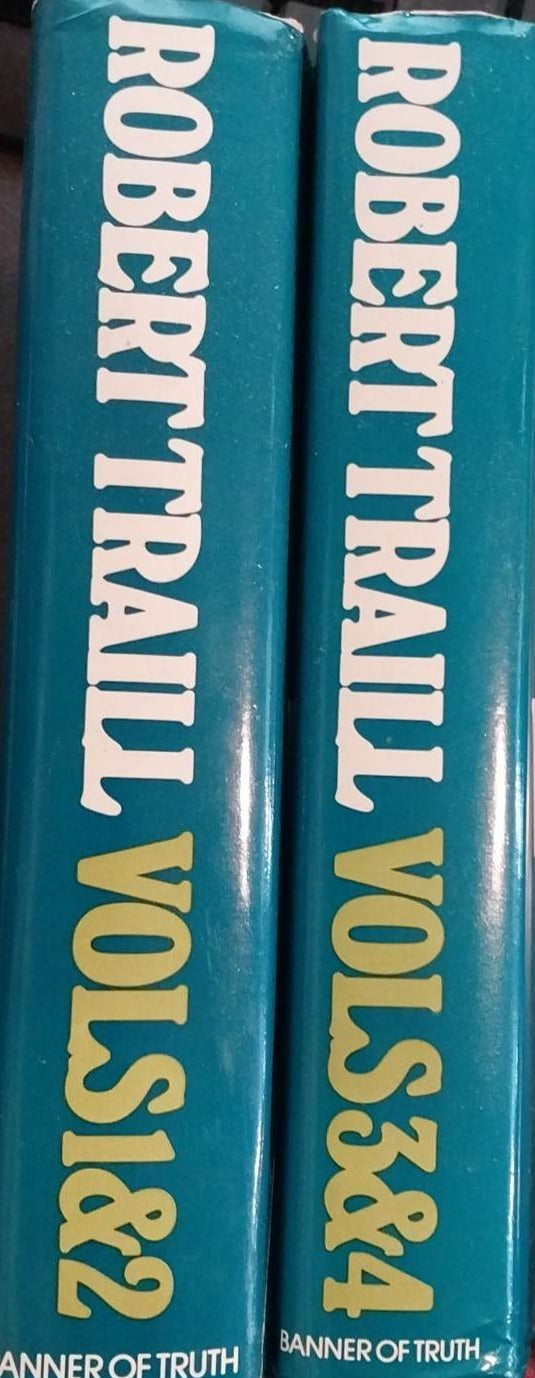 ROBERT TRAILL VOLS 1&2
ANNER OF TRUTH
ROBERT TRAILL VOLS 3&4
BANNER OF TRUTH